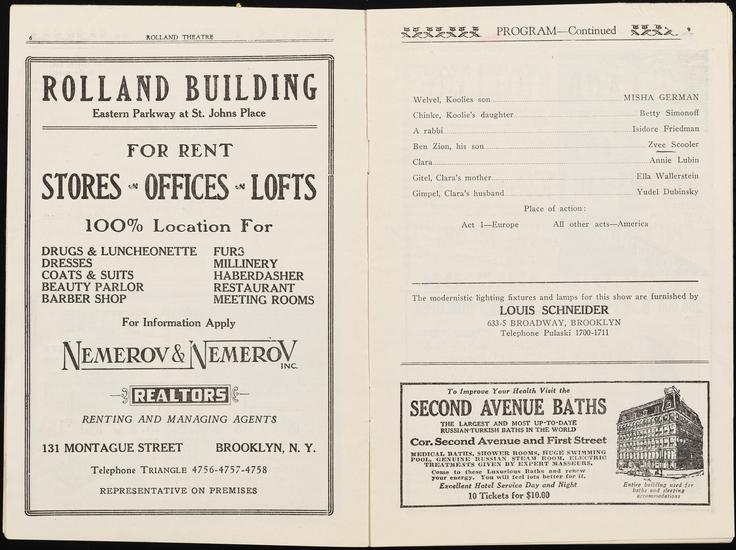 6
ROLLAND THEATRE
ROLLAND BUILDING
Eastern Parkway at St. Johns Place
FOR RENT
STORES OFFICES LOFTS
100% Location For
DRUGS & LUNCHEONETTE
DRESSES
COATS & SUITS
BEAUTY PARLOR
BARBER SHOP
FUR3
MILLINERY
HABERDASHER
RESTAURANT
MEETING ROOMS
For Information Apply
NEMEROV & NEMEROV INC.
REALTORS
RENTING AND MANAGING AGENTS
131 MONTAGUE STREET BROOKLYN, N. Y.
Telephone TRIANGLE 4756-4757-4758
REPRESENTATIVE ON PREMISES
PROGRAM—Continued
Welvel, Koolies son MISHA GERMAN
Chinke, Koolie's daughter Betty Simonoff
A rabbi Isidore Friedman
Ben Zion, his son Zvee Scooler
Clara Annie Lubin
Gitel, Clara's mother Ella Wallerstein
Gimpel, Clara's husband Yudel Dubinsky
Place of action:
Act 1—Europe All other acts—America
The modernistic lighting fixtures and lamps for this show are furnished by
LOUIS SCHNEIDER
633-5 BROADWAY, BROOKLYN
Telephone Pulaski 1700-1711
To Improve Your Health Visit the
SECOND AVENUE BATHS
THE LARGEST AND MOST UP-TO-DATE
RUSSIAN-TURKISH BATHS IN THE WORLD
Cor. Second Avenue and First Street
MEDICAL BATHS, SHOWER ROOMS, HUGE SWIMMING
POOL, GENUINE RUSSIAN STEAM ROOM, ELECTRIC
TREATMENTS GIVEN BY EXPERT MASSEURS.
Come to these Luxurious Baths and renew
your energy. You will feel lots better for it.
Excellent Hotel Service Day and Night
10 Tickets for $10.00
Entire building used for
baths and sleeping
accommodations